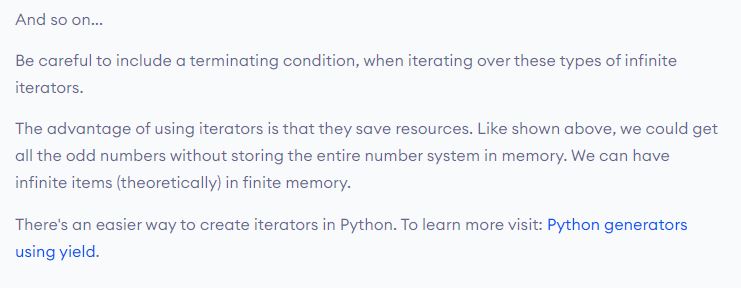 And so on...
Be careful to include a terminating condition, when iterating over these types of infinite
iterators.
The advantage of using iterators is that they save resources. Like shown above, we could get
all the odd numbers without storing the entire number system in memory. We can have
infinite items (theoretically) in finite memory.
There's an easier way to create iterators in Python. To learn more visit: Python generators
using yield.